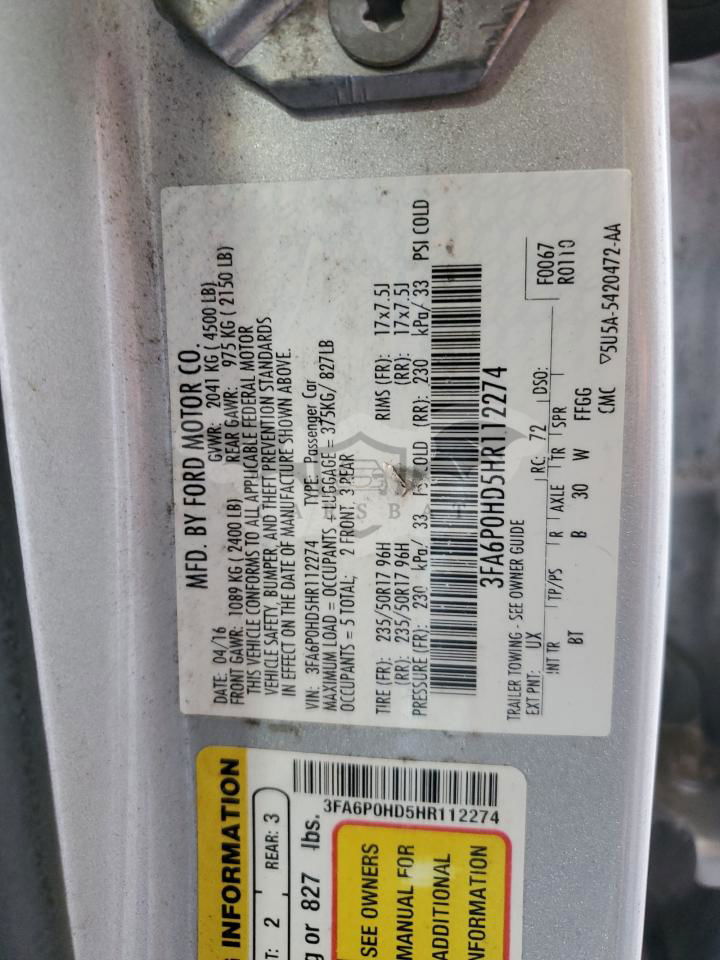 MFD. BY FORD MOTOR CO.
DATE: 04/16 GVWR: 2041 KG ( 4500 LB)
FRONT GAWR: 1089 KG ( 2400 LB) REAR GAWR: 975 KG ( 2150 LB)
THIS VEHICLE CONFORMS TO ALL APPLICABLE FEDERAL MOTOR
VEHICLE SAFETY, BUMPER, AND THEFT PREVENTION STANDARDS
IN EFFECT ON THE DATE OF MANUFACTURE SHOWN ABOVE.
VIN: 3FA6P0HD5HR112274 TYPE: Passenger Car
MAXIMUM LOAD = OCCUPANTS + LUGGAGE = 375KG/ 827LB
OCCUPANTS = 5 TOTAL; 2 FRONT 3 REAR
TIRE (FR): 235/50R17 96H RIMS (FR): 17x7.5J
(RR): 235/50R17 96H (RR): 17x7.5J
PRESSURE (FR): 230 kPa/ 33 PSI COLD (RR): 230 kPa/ 33 PSI COLD
3FA6P0HD5HR112274
TRAILER TOWING - SEE OWNER GUIDE F0067
EXT PNT: UX RC: 72 DSO: R0110
INT TR TP/PS R AXLE TR SPR
BT B 30 W FFGG
CMC 5U5A-5420472-AA
INFORMATION
2 REAR: 3
or 827 lbs.
3FA6P0HD5HR112274
SEE OWNERS
MANUAL FOR
ADDITIONAL